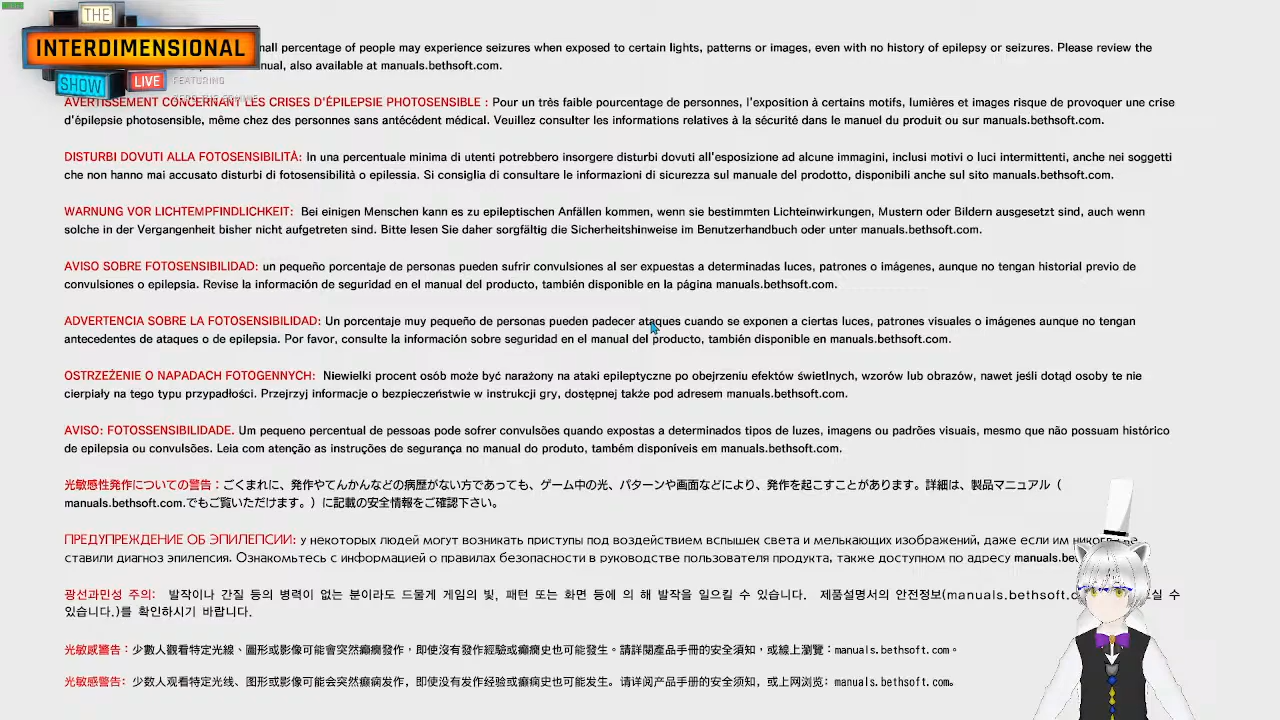 THE
INTERDIMENSIONAL
SHOW
LIVE
FEATURING
small percentage of people may experience seizures when exposed to certain lights, patterns or images, even with no history of epilepsy or seizures. Please review the
manual, also available at manuals.bethsoft.com.
AVERTISSEMENT CONCERNANT LES CRISES D'ÉPILEPSIE PHOTOSENSIBLE : Pour un très faible pourcentage de personnes, l'exposition à certains motifs, lumières et images risque de provoquer une crise
d'épilepsie photosensible, même chez des personnes sans antécédent médical. Veuillez consulter les informations relatives à la sécurité dans le manuel du produit ou sur manuals.bethsoft.com.
DISTURBI DOVUTI ALLA FOTOSENSIBILITÀ: In una percentuale minima di utenti potrebbero insorgere disturbi dovuti all'esposizione ad alcune immagini, inclusi motivi o luci intermittenti, anche nei soggetti
che non hanno mai accusato disturbi di fotosensibilità o epilessia. Si consiglia di consultare le informazioni di sicurezza sul manuale del prodotto, disponibili anche sul sito manuals.bethsoft.com.
WARNUNG VOR LICHTEMPFINDLICHKEIT: Bei einigen Menschen kann es zu epileptischen Anfällen kommen, wenn sie bestimmten Lichteinwirkungen, Mustern oder Bildern ausgesetzt sind, auch wenn
solche in der Vergangenheit bisher nicht aufgetreten sind. Bitte lesen Sie daher sorgfältig die Sicherheitshinweise im Benutzerhandbuch oder unter manuals.bethsoft.com.
AVISO SOBRE FOTOSENSIBILIDAD: un pequeño porcentaje de personas pueden sufrir convulsiones al ser expuestas a determinadas luces, patrones o imágenes, aunque no tengan historial previo de
convulsiones o epilepsia. Revise la información de seguridad en el manual del producto, también disponible en la página manuals.bethsoft.com.
ADVERTENCIA SOBRE LA FOTOSENSIBILIDAD: Un porcentaje muy pequeño de personas pueden padecer ataques cuando se exponen a ciertas luces, patrones visuales o imágenes aunque no tengan
antecedentes de ataques o de epilepsia. Por favor, consulte la información sobre seguridad en el manual del producto, también disponible en manuals.bethsoft.com.
OSTRZEŻENIE O NAPADACH FOTOGENNYCH: Niewielki procent osób może być narażony na ataki epileptyczne po obejrzeniu efektów świetlnych, wzorów lub obrazów, nawet jeśli dotąd osoby te nie
cierpiały na tego typu przypadłości. Przejrzyj informacje o bezpieczeństwie w instrukcji gry, dostępnej także pod adresem manuals.bethsoft.com.
AVISO: FOTOSSENSIBILIDADE. Um pequeno percentual de pessoas pode sofrer convulsões quando expostas a determinados tipos de luzes, imagens ou padrões visuais, mesmo que não possuam histórico
de epilepsia ou convulsões. Leia com atenção as instruções de segurança no manual do produto, também disponíveis em manuals.bethsoft.com.
光敏感性発作についての警告：ごくまれに、発作やてんかんなどの病歴がない方であっても、ゲーム中の光、パターンや画面などにより、発作を起こすことがあります。詳細は、製品マニュアル（
manuals.bethsoft.com.でもご覧いただけます。）に記載の安全情報をご確認下さい。
ПРЕДУПРЕЖДЕНИЕ ОБ ЭПИЛЕПСИИ: у некоторых людей могут возникать приступы под воздействием вспышек света и мелькающих изображений, даже если им никогда не
ставили диагноз эпилепсия. Ознакомьтесь с информацией о правилах безопасности в руководстве пользователя продукта, также доступном по адресу manuals.be
광선과민성 주의: 발작이나 간질 등의 병력이 없는 분이라도 드물게 게임의 빛, 패턴 또는 화면 등에 의 해 발작을 일으킬 수 있습니다. 제품설명서의 안전정보(manuals.bethsoft.c 실 수
있습니다.)를 확인하시기 바랍니다.
光敏感警告：少數人觀看特定光線、圖形或影像可能會突然癲癇發作，即使沒有發作經驗或癲癇史也可能發生。請詳閱產品手冊的安全須知，或線上瀏覽：manuals.bethsoft.com。
光敏感警告: 少数人观看特定光线、图形或影像可能会突然癫痫发作，即使没有发作经验或癫痫史也可能发生。请详阅产品手册的安全须知，或上网浏览: manuals.bethsoft.com。